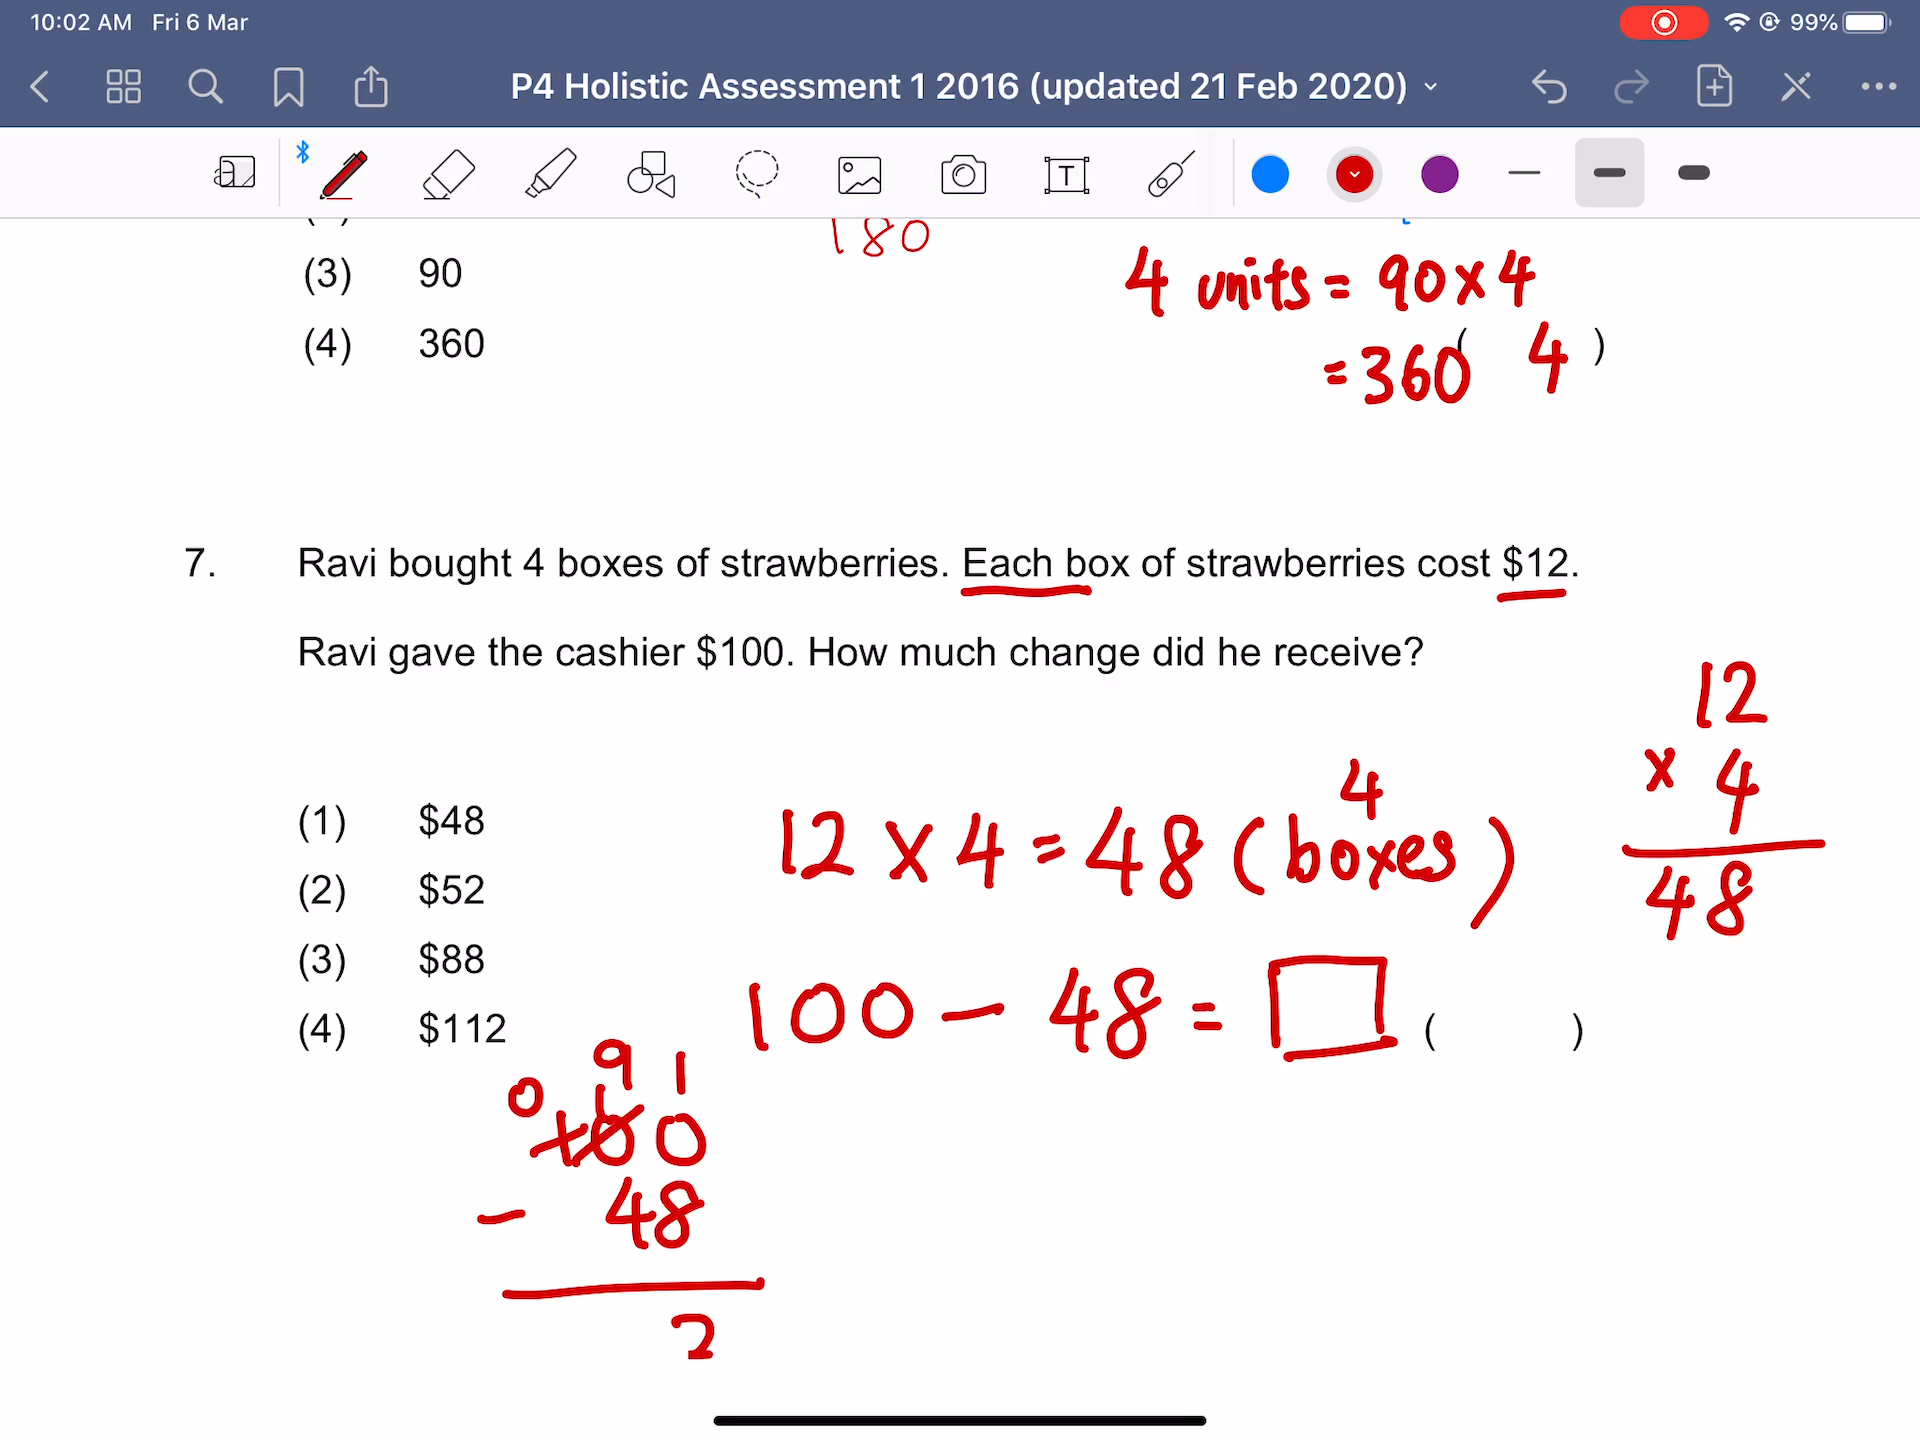 10:02 AM Fri 6 Mar 99%
P4 Holistic Assessment 1 2016 (updated 21 Feb 2020)
180
(3) 90
4 units = 90 x 4
(4) 360
= 360 ( 4 )
7. Ravi bought 4 boxes of strawberries. Each box of strawberries cost $12.
Ravi gave the cashier $100. How much change did he receive?
12
x 4
48
(1) $48
4
12 x 4 = 48 (boxes)
(2) $52
(3) $88
100 - 48 = □ ( )
(4) $112
0 9 1
1
100
- 48
2